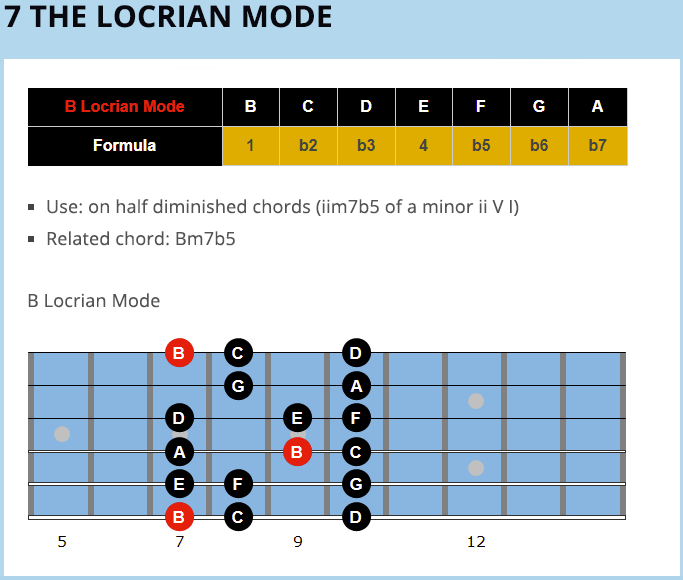 7 THE LOCRIAN MODE
B Locrian Mode B C D E F G A
Formula 1 b2 b3 4 b5 b6 b7
▪ Use: on half diminished chords (iim7b5 of a minor ii V I)
▪ Related chord: Bm7b5
B Locrian Mode
B C D
G A
D E F
A B C
E F G
B C D
5 7 9 12